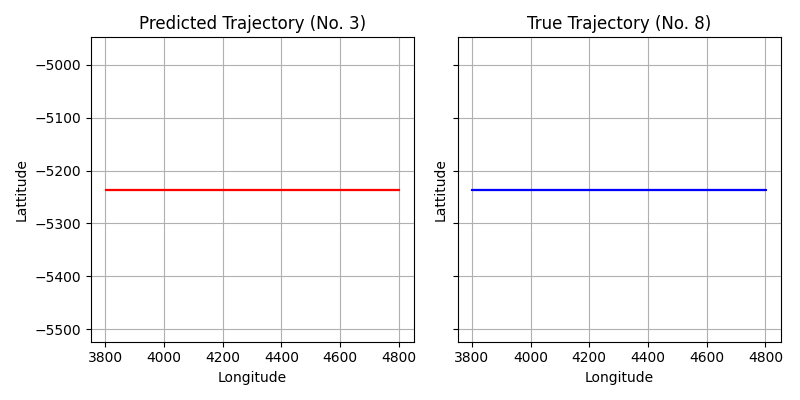 Predicted Trajectory (No. 3)
True Trajectory (No. 8)
Lattitude
−5000
−5100
−5200
−5300
−5400
−5500
3800 4000 4200 4400 4600 4800
Longitude
Lattitude
3800 4000 4200 4400 4600 4800
Longitude